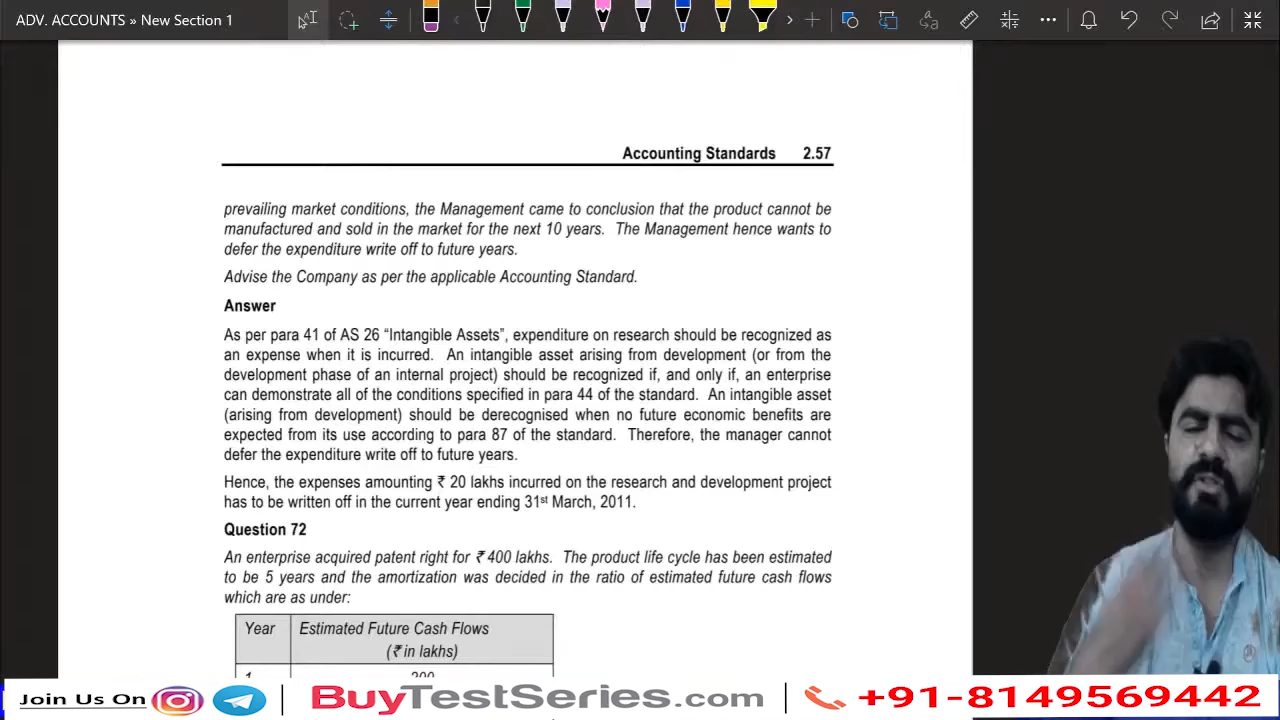 ADV. ACCOUNTS » New Section 1
Accounting Standards 2.57
prevailing market conditions, the Management came to conclusion that the product cannot be
manufactured and sold in the market for the next 10 years. The Management hence wants to
defer the expenditure write off to future years.
Advise the Company as per the applicable Accounting Standard.
Answer
As per para 41 of AS 26 “Intangible Assets”, expenditure on research should be recognized as
an expense when it is incurred. An intangible asset arising from development (or from the
development phase of an internal project) should be recognized if, and only if, an enterprise
can demonstrate all of the conditions specified in para 44 of the standard. An intangible asset
(arising from development) should be derecognised when no future economic benefits are
expected from its use according to para 87 of the standard. Therefore, the manager cannot
defer the expenditure write off to future years.
Hence, the expenses amounting ₹ 20 lakhs incurred on the research and development project
has to be written off in the current year ending 31st March, 2011.
Question 72
An enterprise acquired patent right for ₹ 400 lakhs. The product life cycle has been estimated
to be 5 years and the amortization was decided in the ratio of estimated future cash flows
which are as under:
Year Estimated Future Cash Flows
(₹ in lakhs)
Join Us On BuyTestSeries.com +91-8149569442